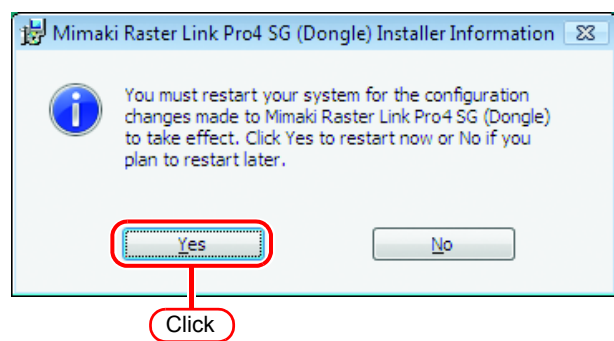 Mimaki Raster Link Pro4 SG (Dongle) Installer Information
You must restart your system for the configuration
changes made to Mimaki Raster Link Pro4 SG (Dongle)
to take effect. Click Yes to restart now or No if you
plan to restart later.
Yes
No
Click